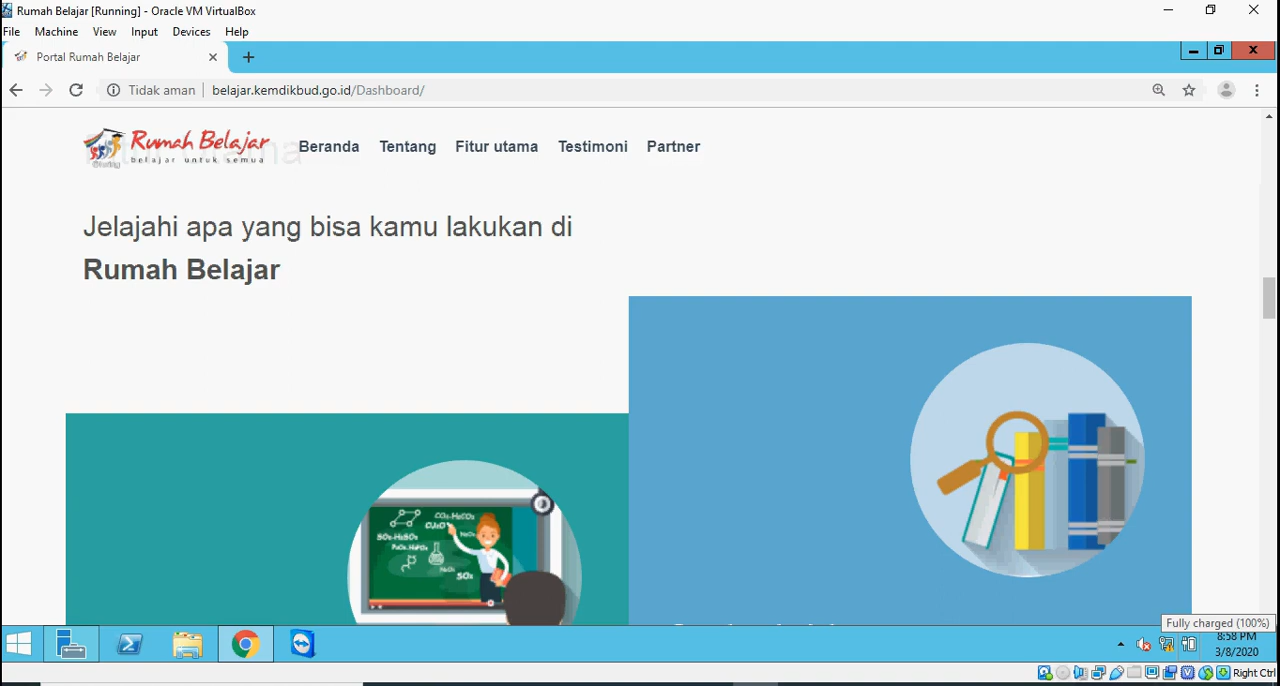 Rumah Belajar [Running] - Oracle VM VirtualBox
File Machine View Input Devices Help
Portal Rumah Belajar
Tidak aman belajar.kemdikbud.go.id/Dashboard/
Rumah Belajar
belajar untuk semua
Beranda Tentang Fitur utama Testimoni Partner
Jelajahi apa yang bisa kamu lakukan di
Rumah Belajar
Fully charged (100%)
8:58 PM
3/8/2020
Right Ctrl